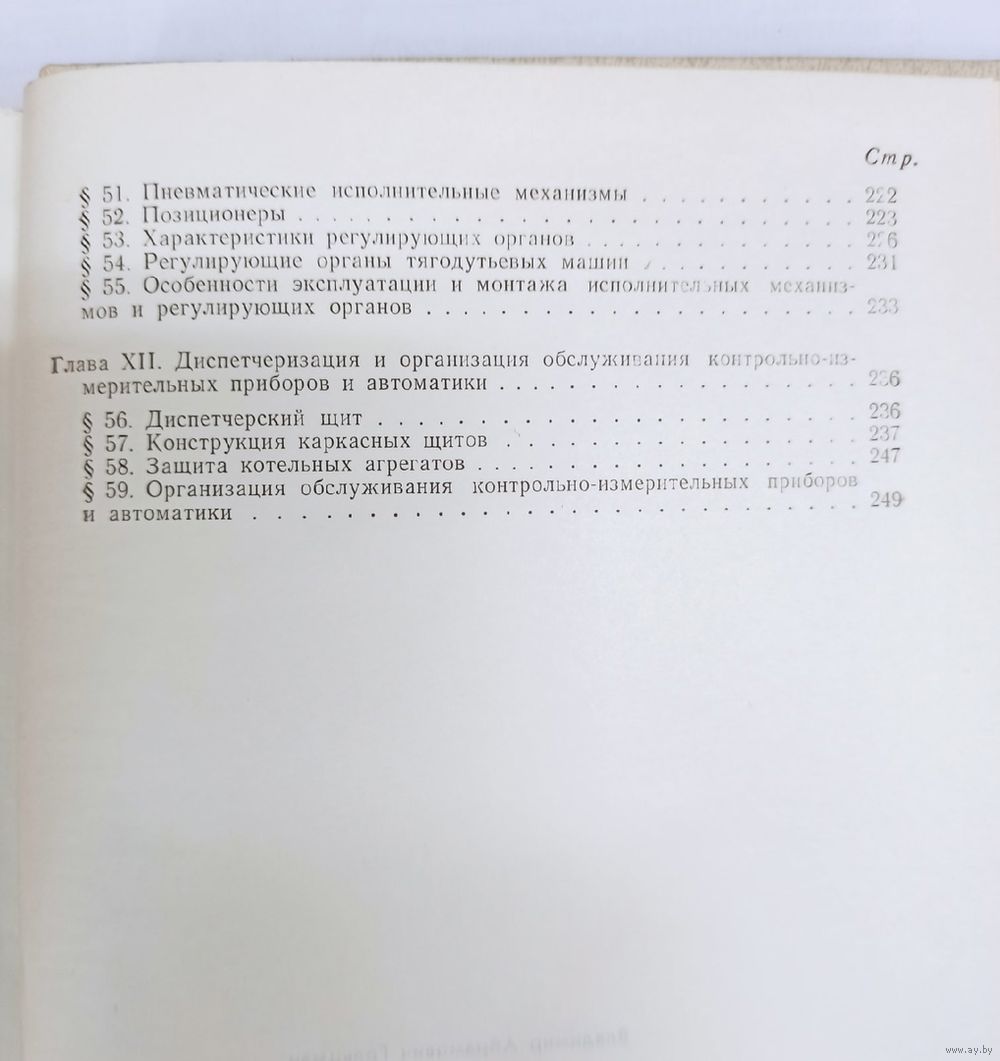 Стр.
§ 51. Пневматические исполнительные механизмы . . . . . . . . . . . 222
§ 52. Позиционеры . . . . . . . . . . . . . . . . . . . . . . . . 223
§ 53. Характеристики регулирующих органов . . . . . . . . . . . . 226
§ 54. Регулирующие органы тягодутьевых машин . . . . . . . . . . 231
§ 55. Особенности эксплуатации и монтажа исполнительных механиз-
мов и регулирующих органов . . . . . . . . . . . . . . . . . . . 233
Глава XII. Диспетчеризация и организация обслуживания контрольно-из-
мерительных приборов и автоматики . . . . . . . . . . . . . . . . 236
§ 56. Диспетчерский щит . . . . . . . . . . . . . . . . . . . . . 236
§ 57. Конструкция каркасных щитов . . . . . . . . . . . . . . . . 237
§ 58. Защита котельных агрегатов . . . . . . . . . . . . . . . . . 247
§ 59. Организация обслуживания контрольно-измерительных приборов
и автоматики . . . . . . . . . . . . . . . . . . . . . . . . . . 249
www.ay.by